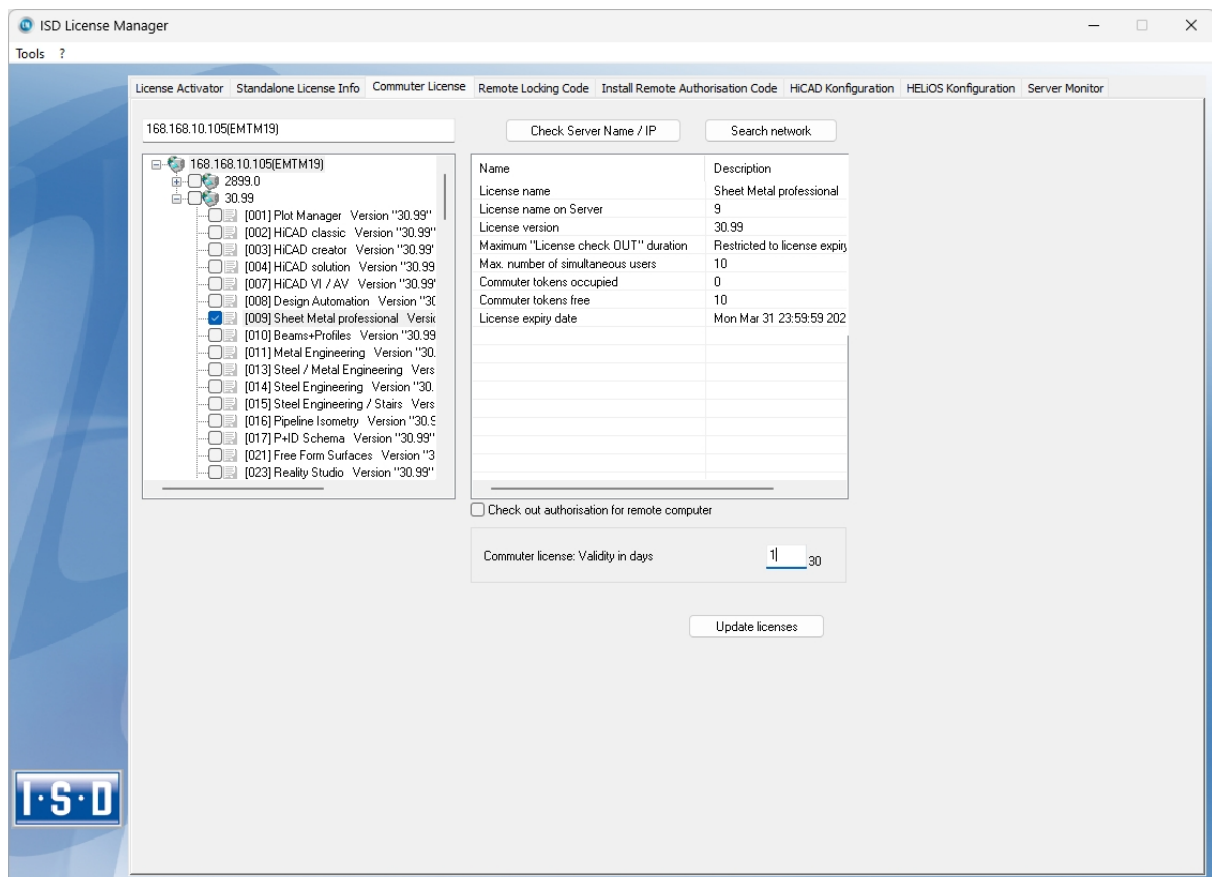 ISD License Manager
Tools ?
License Activator Standalone License Info Commuter License Remote Locking Code Install Remote Authorisation Code HiCAD Konfiguration HELiOS Konfiguration Server Monitor
168.168.10.105(EMTM19)
Check Server Name / IP
Search network
168.168.10.105(EMTM19)
2899.0
30.99
[001] Plot Manager Version "30.99"
[002] HiCAD classic Version "30.99"
[003] HiCAD creator Version "30.99'
[004] HiCAD solution Version "30.99
[007] HiCAD VI / AV Version "30.99'
[008] Design Automation Version "30
[009] Sheet Metal professional Versio
[010] Beams+Profiles Version "30.99
[011] Metal Engineering Version "30.
[013] Steel / Metal Engineering Vers
[014] Steel Engineering Version "30.
[015] Steel Engineering / Stairs Vers
[016] Pipeline Isometry Version "30.9
[017] P+ID Schema Version "30.99"
[021] Free Form Surfaces Version "3
[023] Reality Studio Version "30.99"
Name Description
License name Sheet Metal professional
License name on Server 9
License version 30.99
Maximum "License check OUT" duration Restricted to license expiry
Max. number of simultaneous users 10
Commuter tokens occupied 0
Commuter tokens free 10
License expiry date Mon Mar 31 23:59:59 202
Check out authorisation for remote computer
Commuter license: Validity in days 1 30
Update licenses
I·S·D